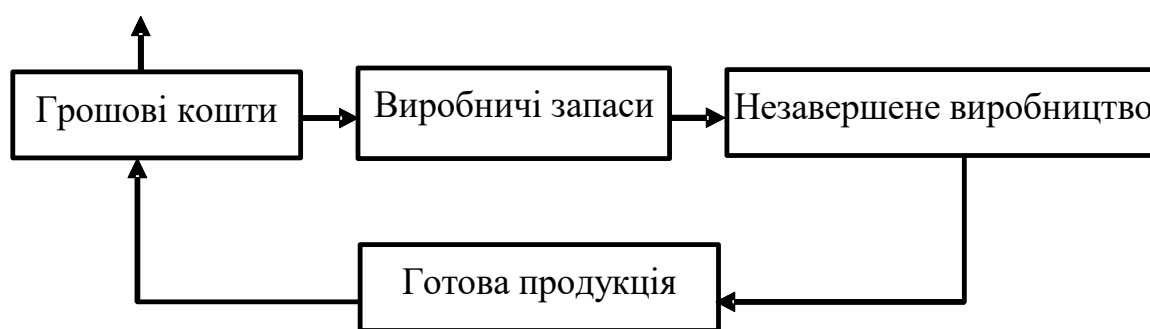 Грошові кошти
Виробничі запаси
Незавершене виробництво
Готова продукція